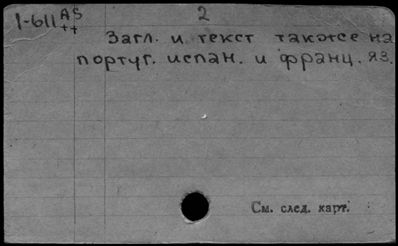 1-611 AS
++
2
Загл. и текст также на
португ. испан. и франц. яз.
См. след. карт.